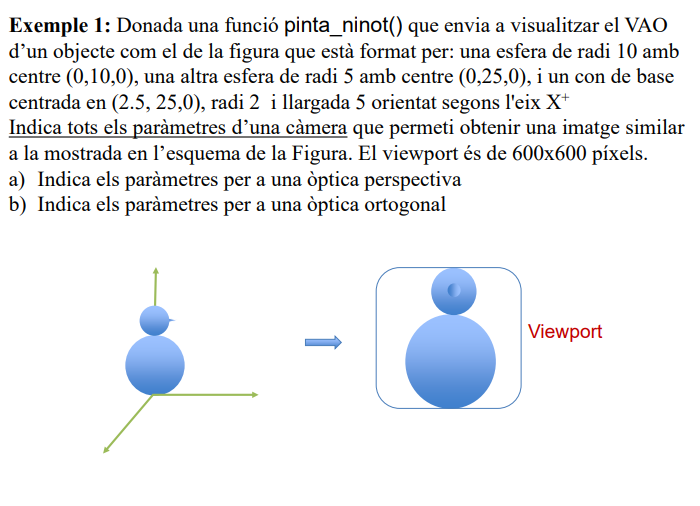 Exemple 1: Donada una funció pinta_ninot() que envia a visualitzar el VAO
d’un objecte com el de la figura que està format per: una esfera de radi 10 amb
centre (0,10,0), una altra esfera de radi 5 amb centre (0,25,0), i un con de base
centrada en (2.5, 25,0), radi 2 i llargada 5 orientat segons l'eix X+
Indica tots els paràmetres d’una càmera que permeti obtenir una imatge similar
a la mostrada en l’esquema de la Figura. El viewport és de 600x600 píxels.
a) Indica els paràmetres per a una òptica perspectiva
b) Indica els paràmetres per a una òptica ortogonal
Viewport